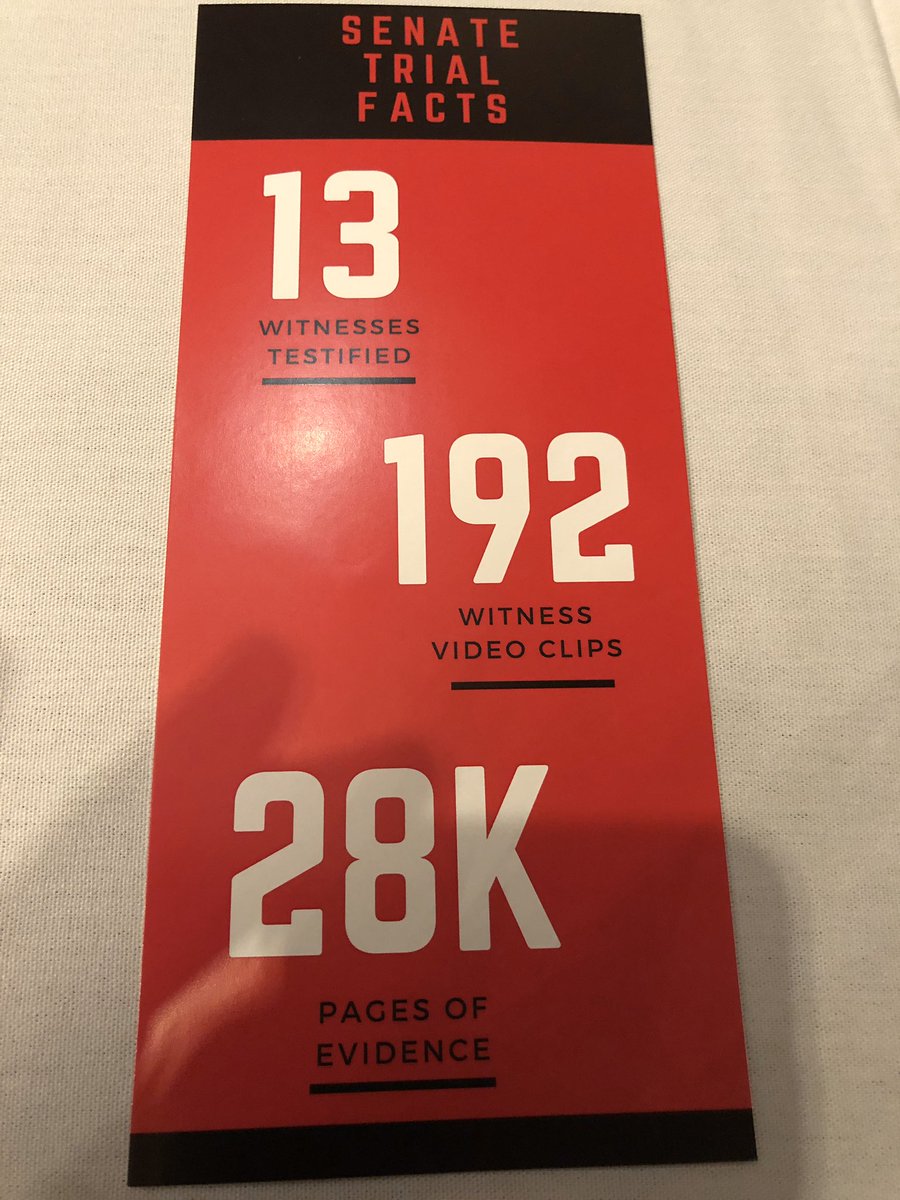 SENATE
TRIAL
FACTS
13
WITNESSES
TESTIFIED
192
WITNESS
VIDEO CLIPS
28K
PAGES OF
EVIDENCE